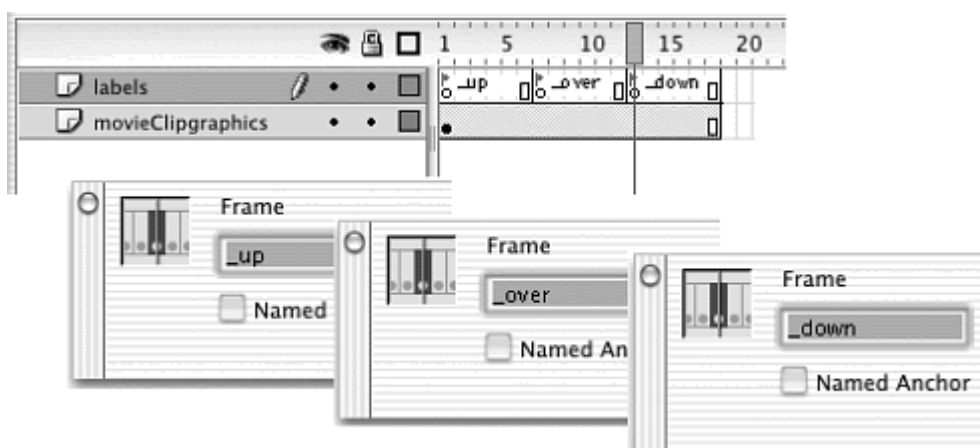 1 5 10 15 20
labels _up _over _down
movieClipgraphics
Frame
_up
Named
Frame
_over
Named An
Frame
_down
Named Anchor